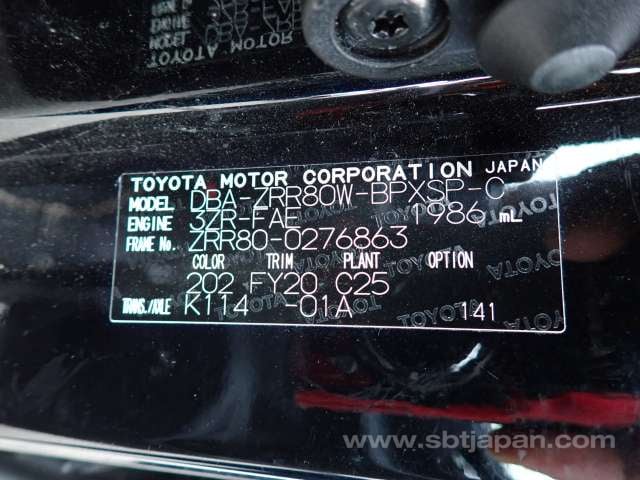 TOYOTA MOTOR CORPORATION JAPAN
MODEL DBA-ZRR80W-BPXSP-C
ENGINE 3ZR-FAE 1986 mL
FRAME No. ZRR80-0276863
COLOR TRIM PLANT OPTION
202 FY20 C25
TRANS./AXLE K114 -01A 141
www.sbtjapan.com